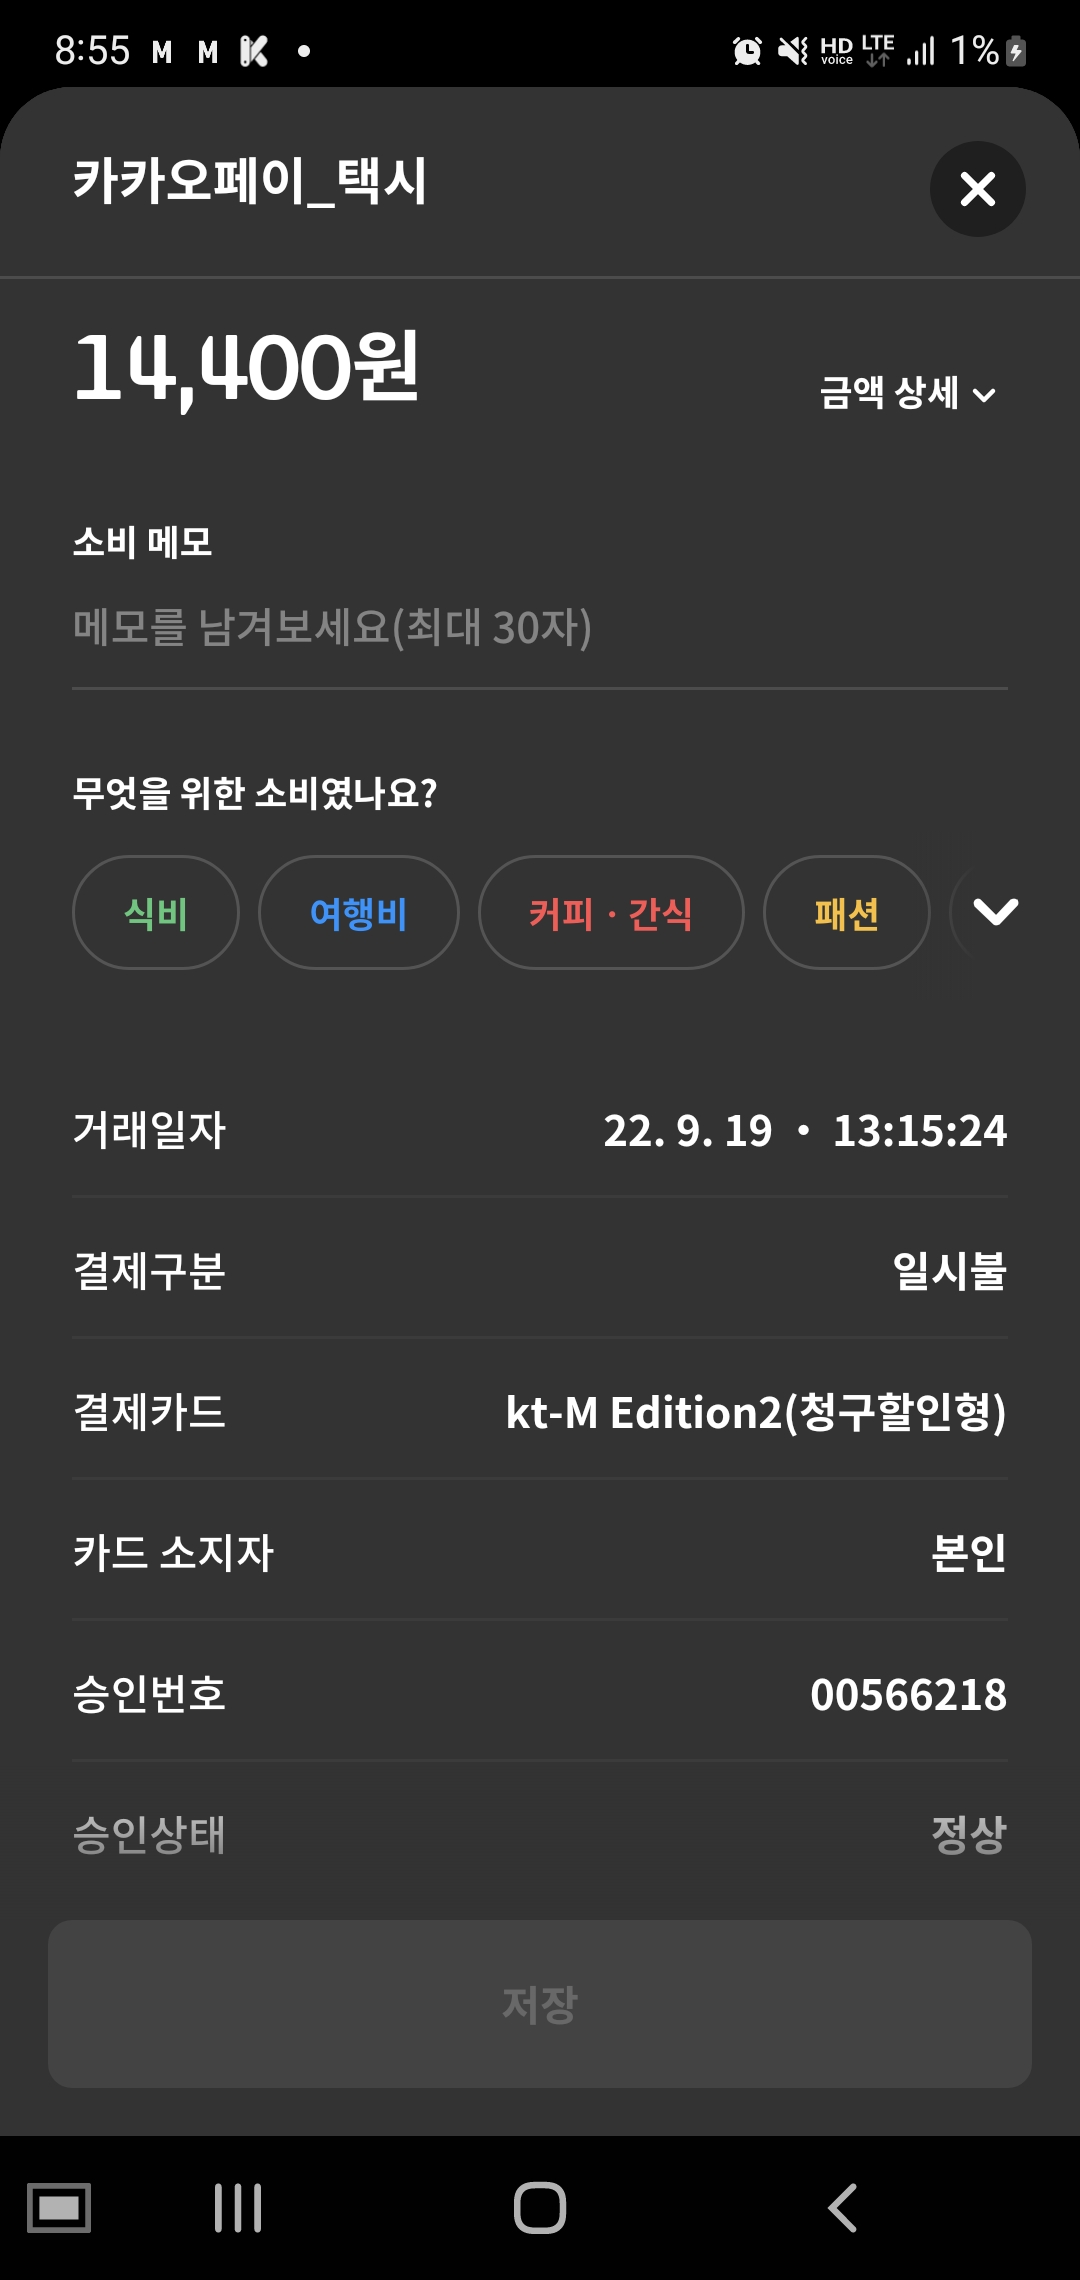 8:55 M M K HD voice LTE 1%
카카오페이_택시
14,400원
금액 상세
소비 메모
메모를 남겨보세요(최대 30자)
무엇을 위한 소비였나요?
식비 여행비 커피 · 간식 패션
거래일자 22. 9. 19 • 13:15:24
결제구분 일시불
결제카드 kt-M Edition2(청구할인형)
카드 소지자 본인
승인번호 00566218
승인상태 정상
저장